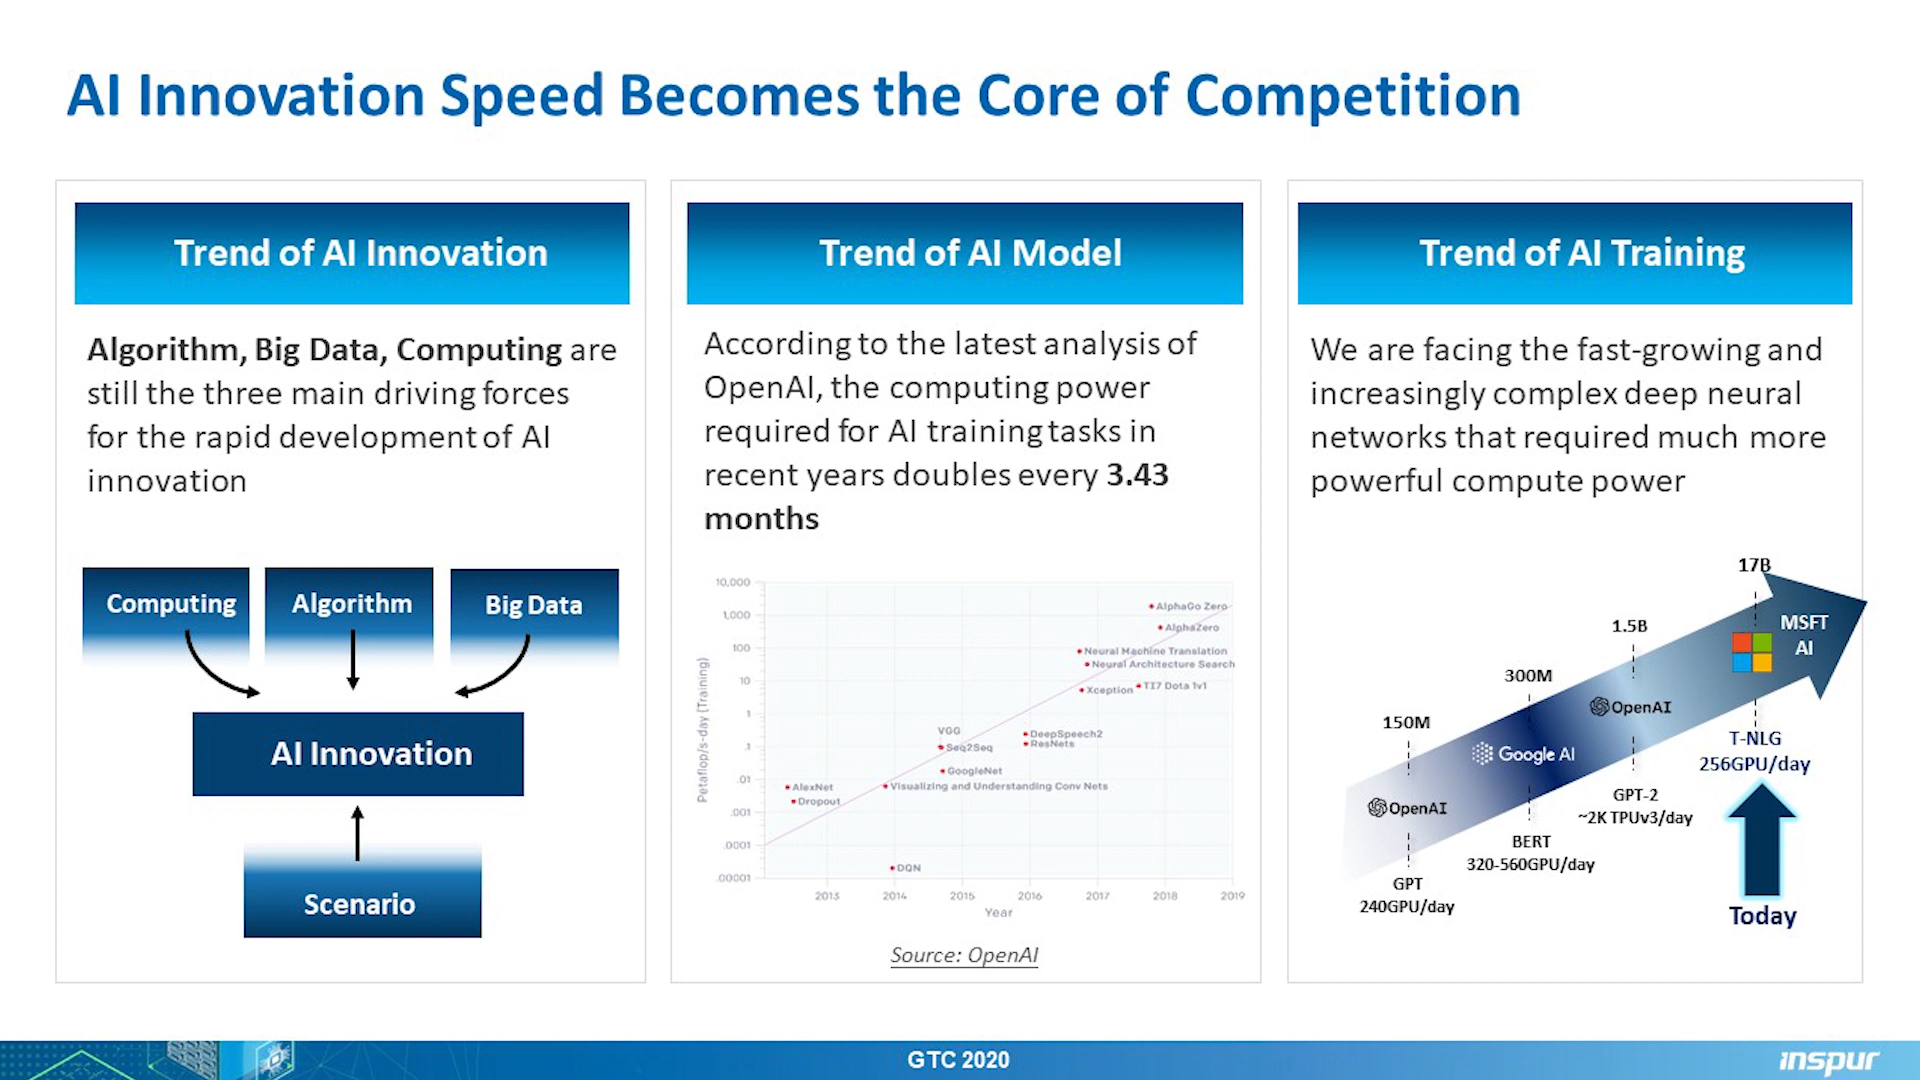 AI Innovation Speed Becomes the Core of Competition
Trend of AI Innovation
Algorithm, Big Data, Computing are
still the three main driving forces
for the rapid development of AI
innovation
Computing
Algorithm
Big Data
AI Innovation
Scenario
Trend of AI Model
According to the latest analysis of
OpenAI, the computing power
required for AI training tasks in
recent years doubles every 3.43
months
Petaflop/s-day (Training)
10,000
1,000
100
10
1
.1
.01
.001
.0001
.00001
AlphaGo Zero
AlphaZero
Neural Machine Translation
Neural Architecture Search
Xception
TI7 Dota 1v1
VGG
Seq2Seq
DeepSpeech2
ResNets
GoogleNet
AlexNet
Visualizing and Understanding Conv Nets
Dropout
DQN
2013 2014 2015 2016 2017 2018 2019
Year
Source: OpenAI
Trend of AI Training
We are facing the fast-growing and
increasingly complex deep neural
networks that required much more
powerful compute power
17B
MSFT
AI
1.5B
300M
150M
OpenAI
Google AI
OpenAI
T-NLG
256GPU/day
GPT-2
~2K TPUv3/day
BERT
320-560GPU/day
GPT
240GPU/day
Today
GTC 2020
inspur